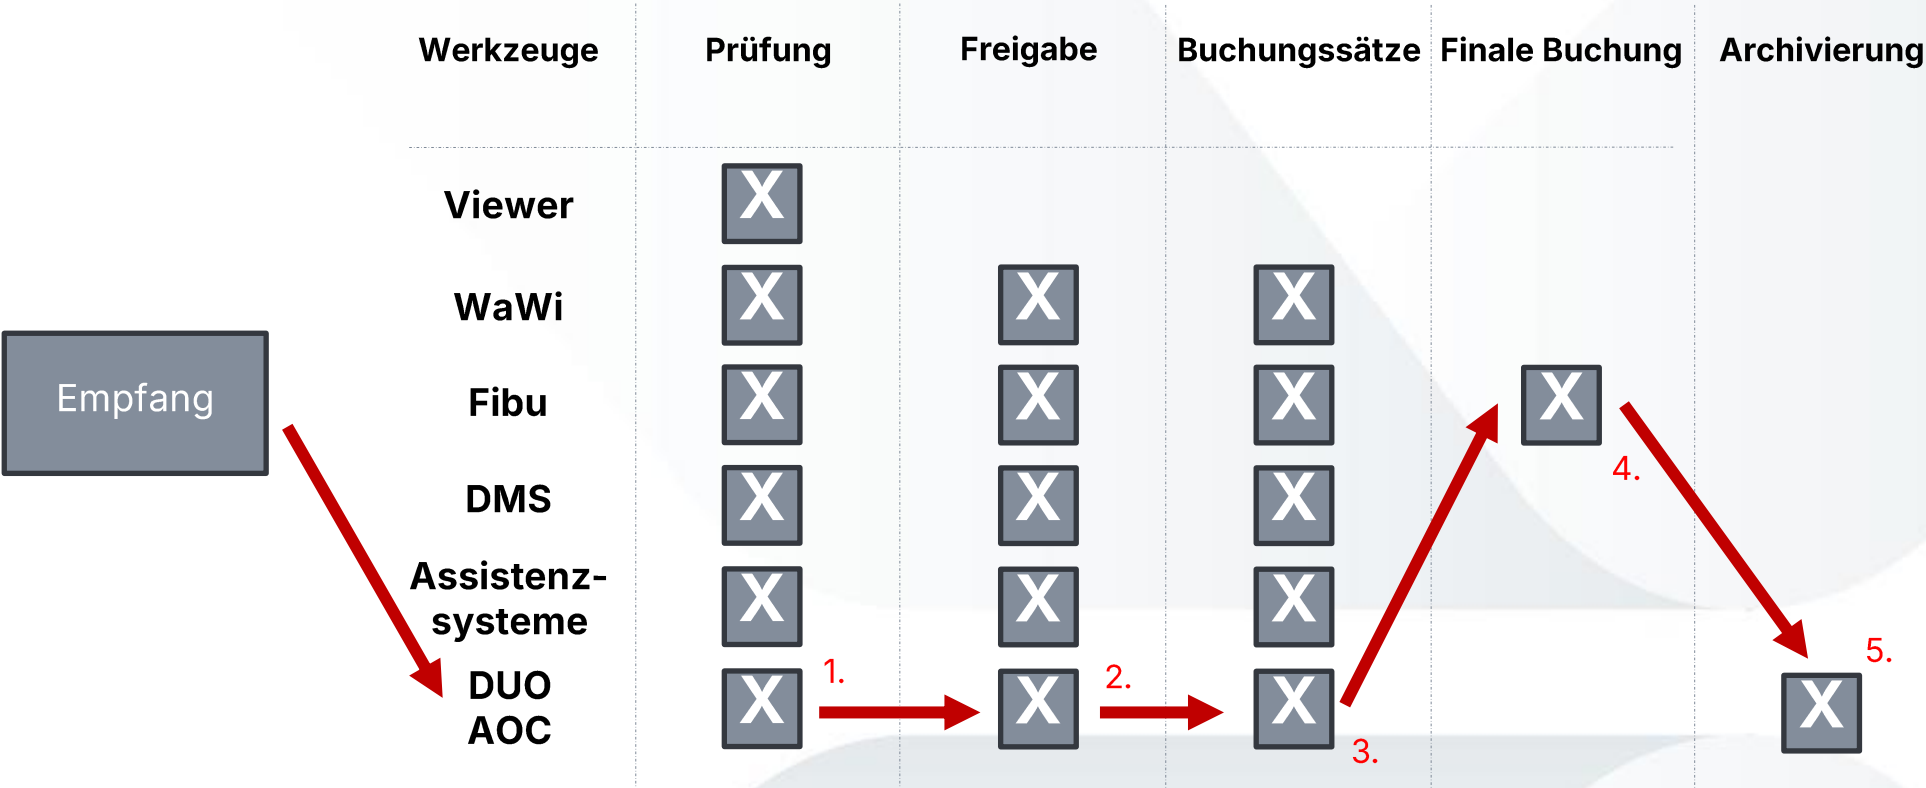 Werkzeuge Prüfung Freigabe Buchungssätze Finale Buchung Archivierung
Viewer X
WaWi X X X
Empfang
Fibu X X X X
4.
DMS X X X
Assistenz-
systeme X X X
5.
DUO
AOC X 1. X 2. X X
3.